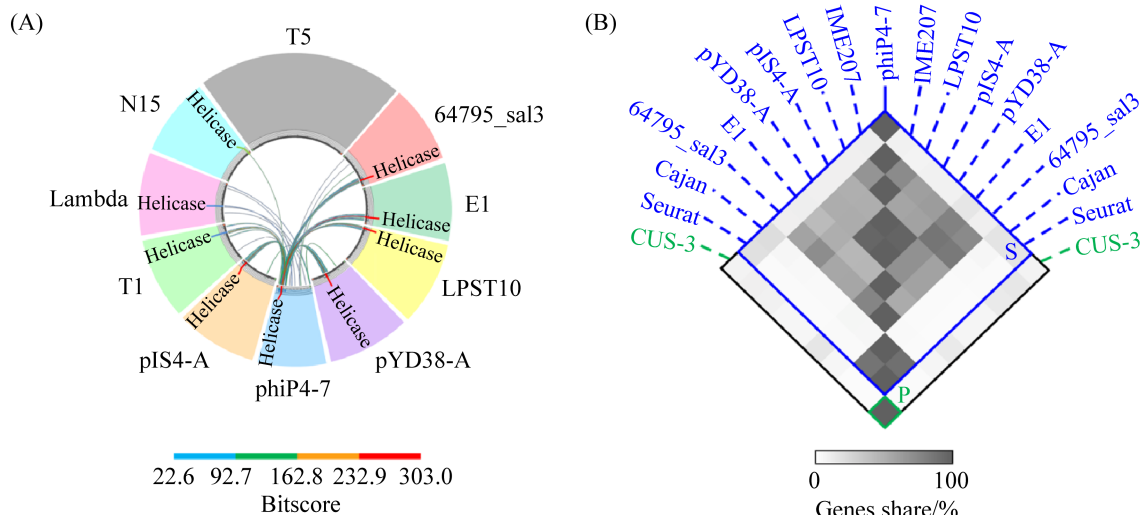 (A)
T5
N15
Helicase
64795_sal3
Helicase
Lambda
Helicase
E1
Helicase
T1
Helicase
LPST10
Helicase
pIS4-A
Helicase
phiP4-7
Helicase
pYD38-A
Helicase
22.6 92.7 162.8 232.9 303.0
Bitscore
(B)
CUS-3
Seurat
Cajan
64795_sal3
E1
pYD38-A
pIS4-A
LPST10
IME207
phiP4-7
IME207
LPST10
pIS4-A
pYD38-A
E1
64795_sal3
Cajan
Seurat
CUS-3
S
P
0 100
Genes share/%